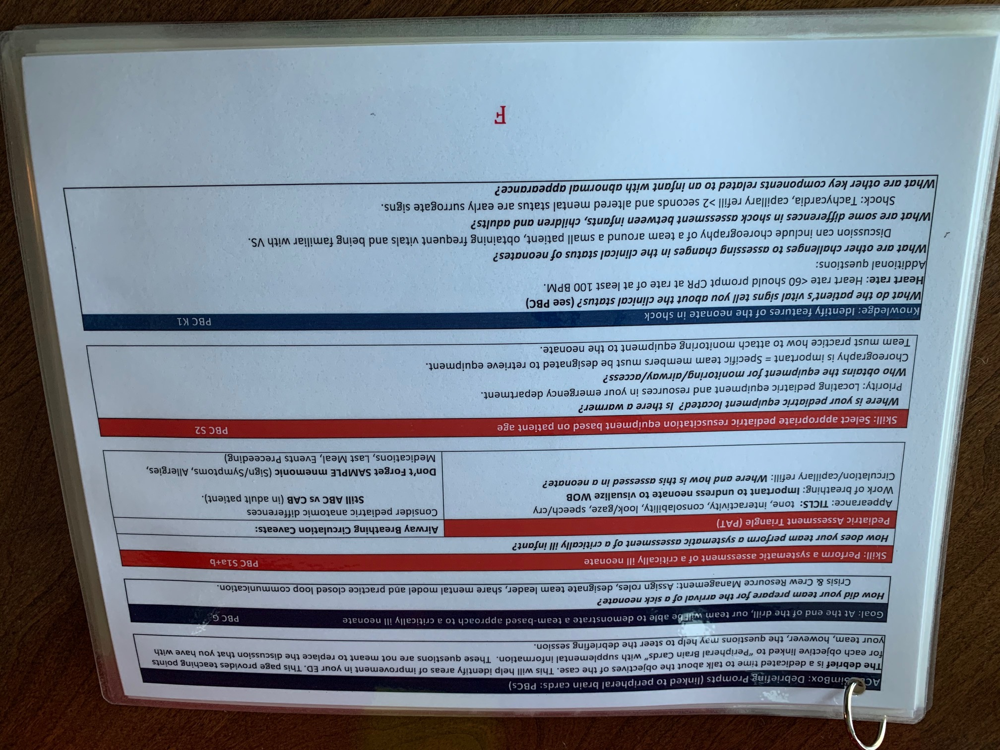 SimBox: Debriefing Prompts (linked to peripheral brain cards: PBCs)
The debrief is a dedicated time to talk about the objectives of the case. This will help identify areas of improvement in your ED. This page provides teaching points
for each objective linked to "Peripheral Brain Cards" with supplemental information. These questions are not meant to replace the discussion that you have with
your team, however, the questions may help to steer the debriefing session.
Goal: At the end of the drill, our team will be able to demonstrate a team-based approach to a critically ill neonate PBC G
How did your team prepare for the arrival of a sick neonate?
Crisis & Crew Resource Management: Assign roles, designate team leader, share mental model and practice closed loop communication.
Skill: Perform a systematic assessment of a critically ill neonate PBC S1a+b
How does your team perform a systematic assessment of a critically ill infant?
Pediatric Assessment Triangle (PAT)
Appearance: TICLS: tone, interactivity, consolability, look/gaze, speech/cry
Work of breathing: Important to undress neonate to visualize WOB
Circulation/capillary refill: Where and how is this assessed in a neonate?
Airway Breathing Circulation Caveats:
Consider pediatric anatomic differences
Still ABC vs CAB (in adult patient).
Don't Forget SAMPLE mnemonic (Sign/Symptoms, Allergies,
Medications, Last Meal, Events Preceeding)
Skill: Select appropriate pediatric resuscitation equipment based on patient age PBC S2
Where is your pediatric equipment located? Is there a warmer?
Priority: Locating pediatric equipment and resources in your emergency department.
Who obtains the equipment for monitoring/airway/access?
Choreography is important = Specific team members must be designated to retrieve equipment.
Team must practice how to attach monitoring equipment to the neonate.
Knowledge: Identify features of the neonate in shock PBC K1
What do the patient's vital signs tell you about the clinical status? (see PBC)
Heart rate: Heart rate <60 should prompt CPR at rate of at least 100 BPM.
Additional questions:
What are other challenges to assessing changes in the clinical status of neonates?
Discussion can include choreography of a team around a small patient, obtaining frequent vitals and being familiar with VS.
What are some differences in shock assessment between infants, children and adults?
Shock: Tachycardia, capillary refill >2 seconds and altered mental status are early surrogate signs.
What are other key components related to an infant with abnormal appearance?
F